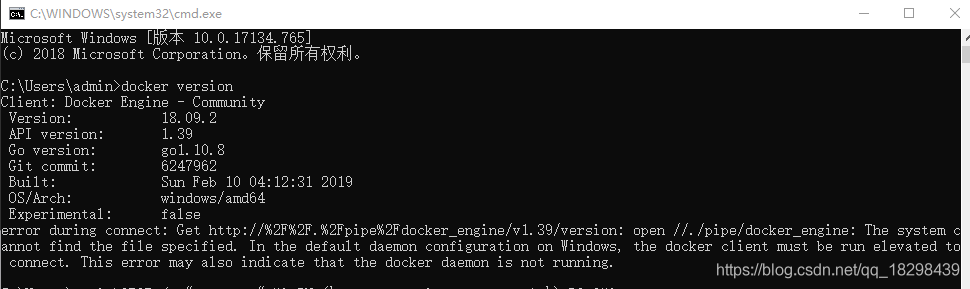 C:\WINDOWS\system32\cmd.exe
Microsoft Windows [版本 10.0.17134.765]
(c) 2018 Microsoft Corporation。保留所有权利。
C:\Users\admin>docker version
Client: Docker Engine - Community
Version: 18.09.2
API version: 1.39
Go version: go1.10.8
Git commit: 6247962
Built: Sun Feb 10 04:12:31 2019
OS/Arch: windows/amd64
Experimental: false
error during connect: Get http://%2F%2F.%2Fpipe%2Fdocker_engine/v1.39/version: open //./pipe/docker_engine: The system c
annot find the file specified. In the default daemon configuration on Windows, the docker client must be run elevated to
connect. This error may also indicate that the docker daemon is not running.
https://blog.csdn.net/qq_18298439